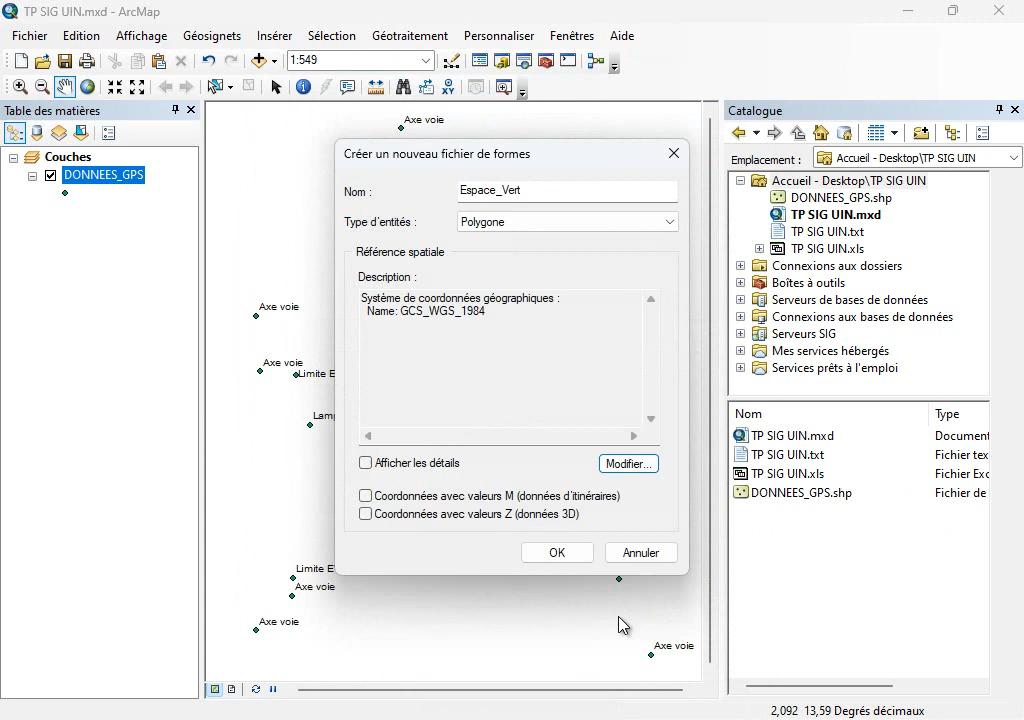 TP SIG UIN.mxd - ArcMap
Fichier Edition Affichage Géosignets Insérer Sélection Géotraitement Personnaliser Fenêtres Aide
1:549
Table des matières
Couches
DONNEES_GPS
Axe voie
Axe voie
Axe voie
Limite E
Lam
Limite E
Axe voie
Axe voie
Axe voie
Créer un nouveau fichier de formes
Nom :
Espace_Vert
Type d'entités :
Polygone
Référence spatiale
Description :
Système de coordonnées géographiques :
Name: GCS_WGS_1984
Afficher les détails
Modifier...
Coordonnées avec valeurs M (données d'itinéraires)
Coordonnées avec valeurs Z (données 3D)
OK
Annuler
Catalogue
Emplacement :
Accueil - Desktop\TP SIG UIN
Accueil - Desktop\TP SIG UIN
DONNEES_GPS.shp
TP SIG UIN.mxd
TP SIG UIN.txt
TP SIG UIN.xls
Connexions aux dossiers
Boîtes à outils
Serveurs de bases de données
Connexions aux bases de données
Serveurs SIG
Mes services hébergés
Services prêts à l'emploi
Nom Type
TP SIG UIN.mxd Document
TP SIG UIN.txt Fichier tex
TP SIG UIN.xls Fichier Exc
DONNEES_GPS.shp Fichier de
2,092 13,59 Degrés décimaux